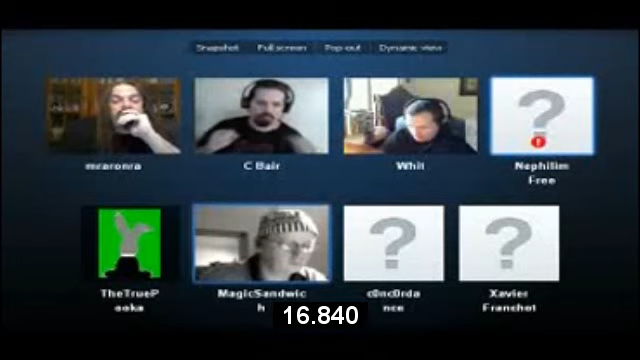 Snapshot Full screen Pop out Dynamic view
mraronra C Bair Whit Nephilim
Free
TheTrueP MagicSandwic c0nc0rda Xavier
ooka h nce Franchot
16.840